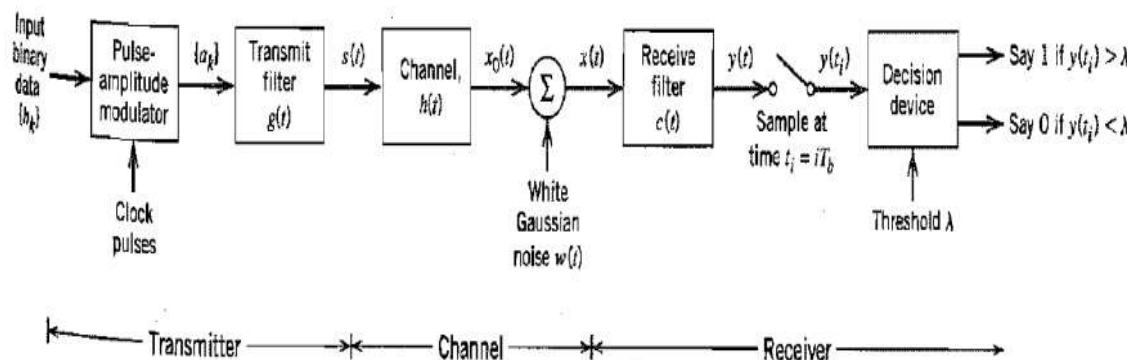 Input
binary
data
{b_k}
Pulse-
amplitude
modulator
Clock
pulses
{a_k}
Transmit
filter
g(t)
s(t)
Channel,
h(t)
x_0(t)
Σ
White
Gaussian
noise w(t)
x(t)
Receive
filter
c(t)
y(t)
y(t_i)
Sample at
time t_i = iT_b
Decision
device
Threshold λ
Say 1 if y(t_i) > λ
Say 0 if y(t_i) < λ
Transmitter
Channel
Receiver